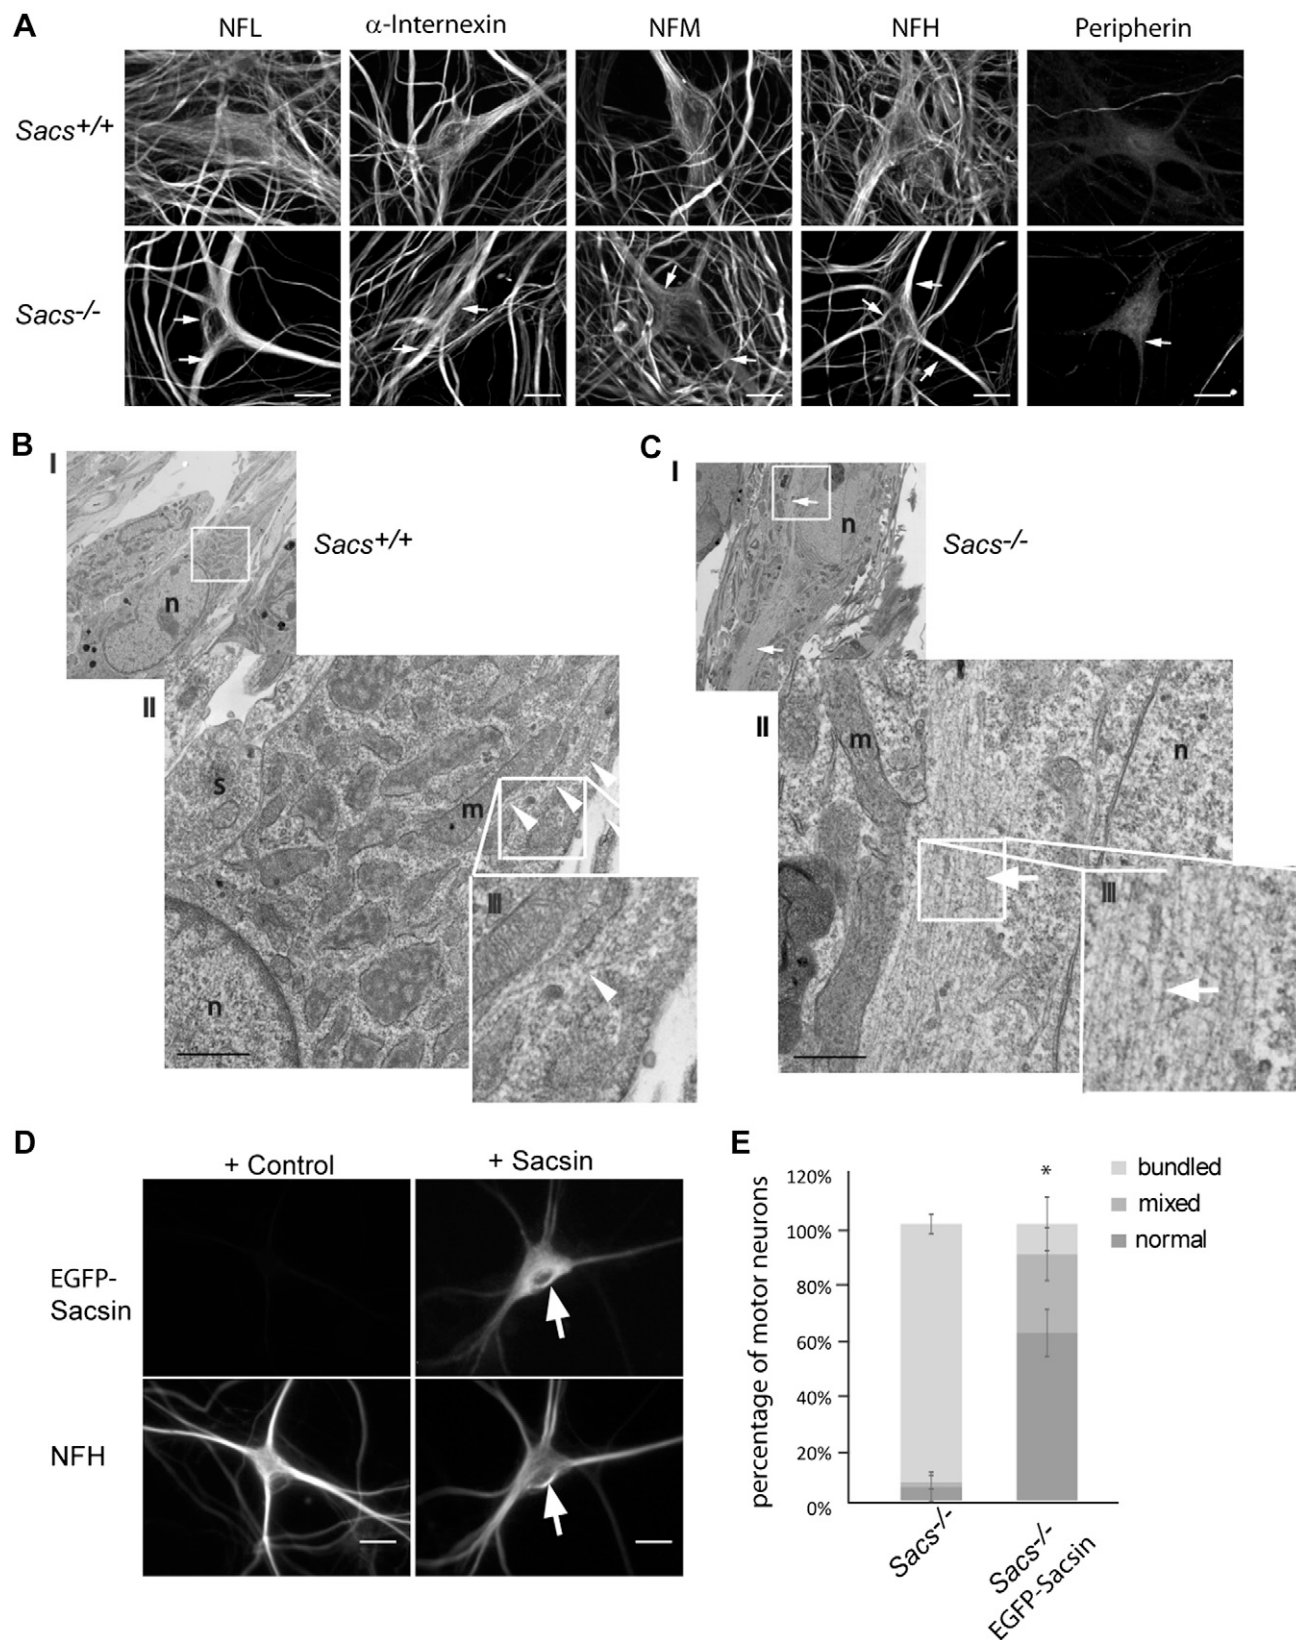 A
NFL
α-Internexin
NFM
NFH
Peripherin
Sacs+/+
Sacs-/-
B
I
n
Sacs+/+
II
s
m
n
III
C
I
n
Sacs-/-
II
m
n
III
D
+ Control
+ Sacsin
EGFP-
Sacsin
NFH
E
percentage of motor neurons
120%
100%
80%
60%
40%
20%
0%
*
bundled
mixed
normal
Sacs-/-
Sacs-/-
EGFP-Sacsin